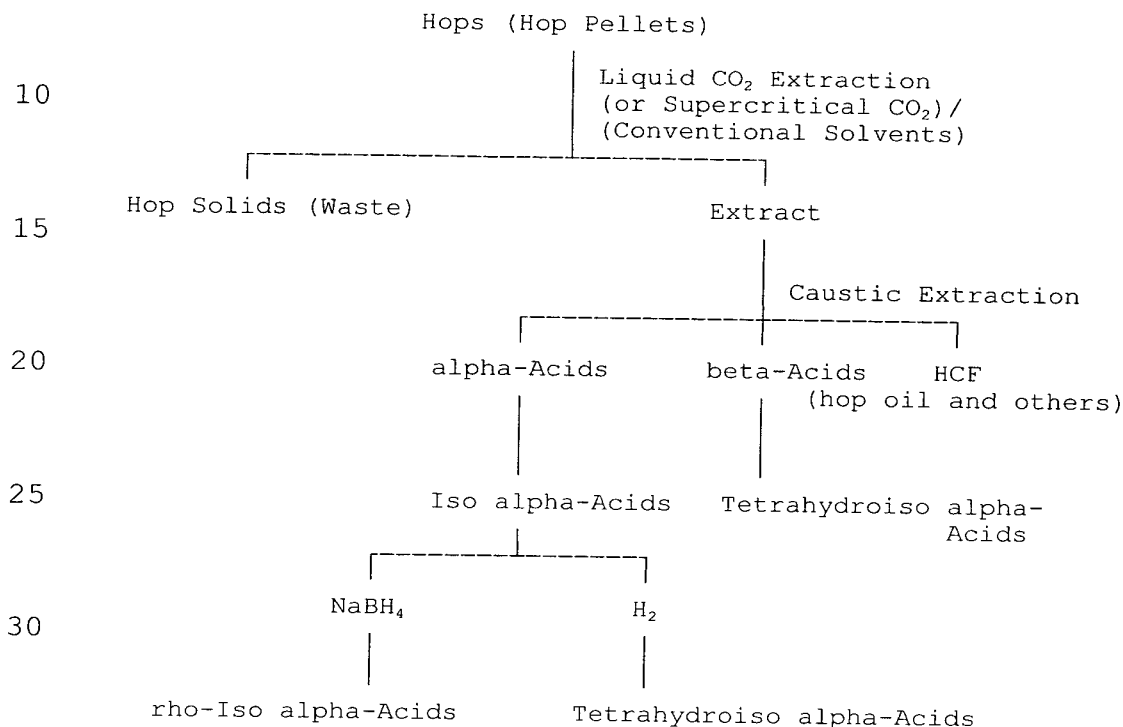 Hops (Hop Pellets)
10
Liquid CO₂ Extraction
(or Supercritical CO₂)/
(Conventional Solvents)
Hop Solids (Waste)
15
Extract
Caustic Extraction
20
alpha-Acids
beta-Acids
HCF
(hop oil and others)
25
Iso alpha-Acids
Tetrahydroiso alpha-
Acids
NaBH₄
H₂
30
rho-Iso alpha-Acids
Tetrahydroiso alpha-Acids